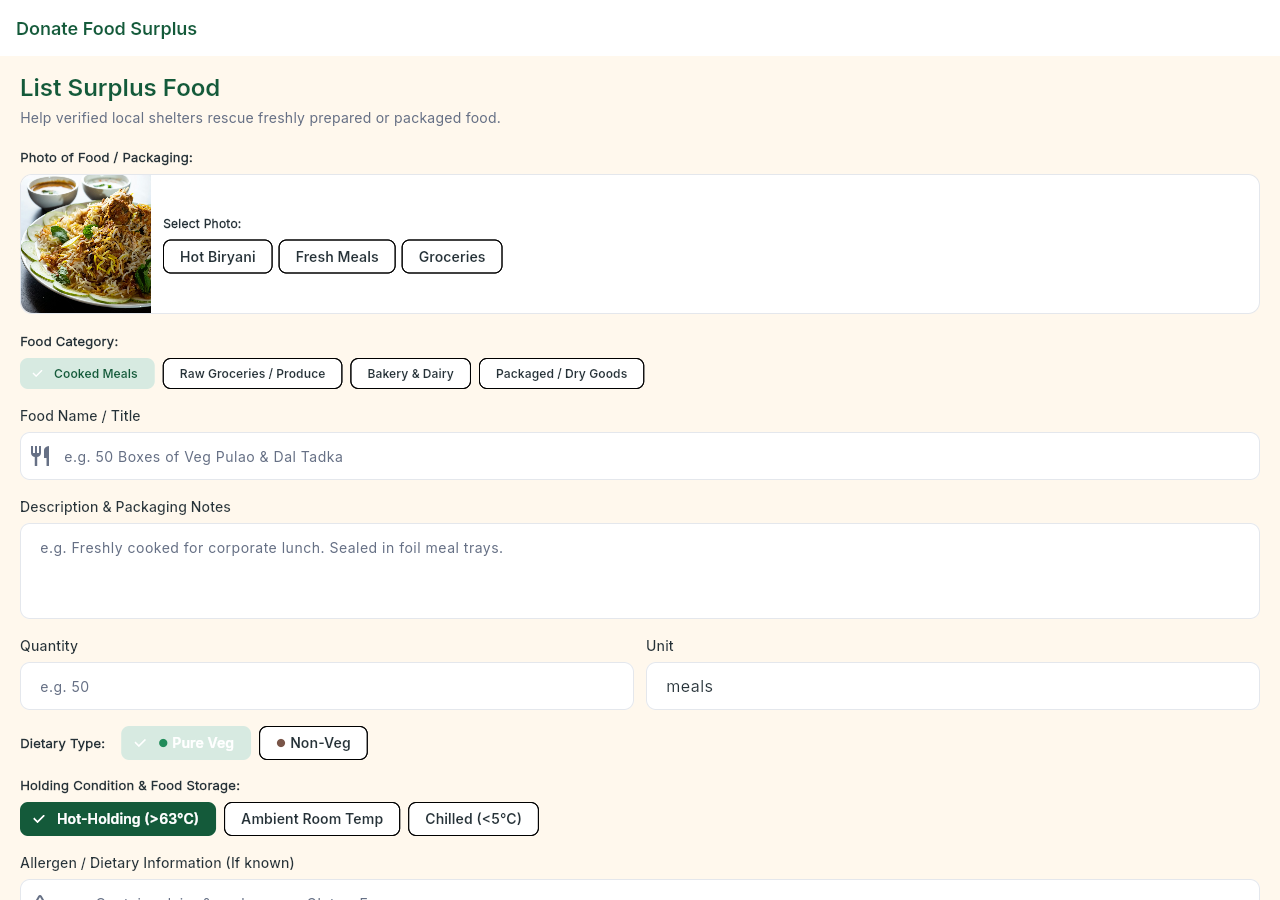 Donate Food Surplus
List Surplus Food
Help verified local shelters rescue freshly prepared or packaged food.
Photo of Food / Packaging:
Select Photo:
Hot Biryani
Fresh Meals
Groceries
Food Category:
Cooked Meals
Raw Groceries / Produce
Bakery & Dairy
Packaged / Dry Goods
Food Name / Title
e.g. 50 Boxes of Veg Pulao & Dal Tadka
Description & Packaging Notes
e.g. Freshly cooked for corporate lunch. Sealed in foil meal trays.
Quantity
Unit
e.g. 50
meals
Dietary Type:
Pure Veg
Non-Veg
Holding Condition & Food Storage:
Hot-Holding (>63°C)
Ambient Room Temp
Chilled (<5°C)
Allergen / Dietary Information (If known)